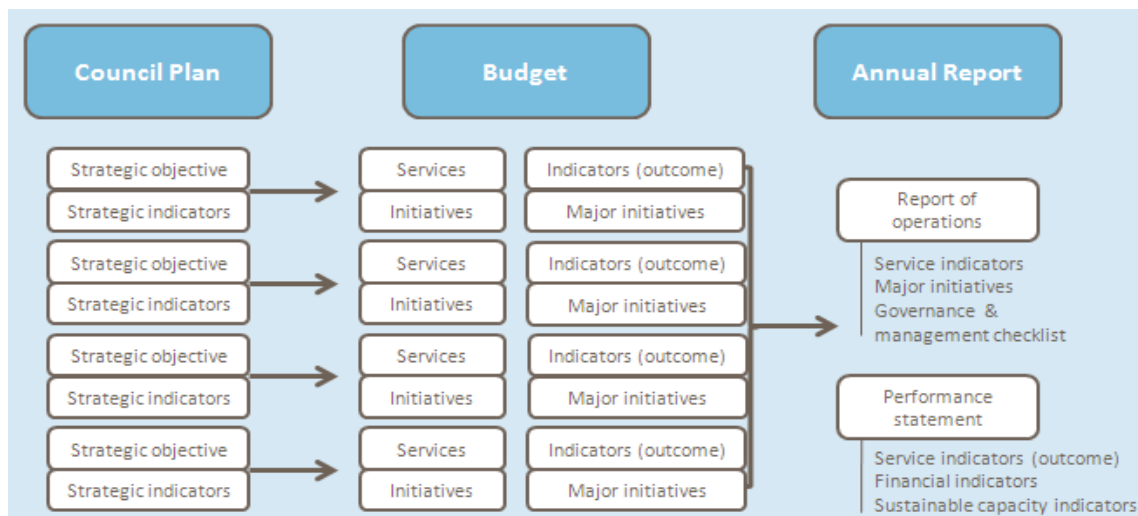 Council Plan
Budget
Annual Report
Strategic objective
Strategic indicators
Strategic objective
Strategic indicators
Strategic objective
Strategic indicators
Strategic objective
Strategic indicators
Services
Initiatives
Services
Initiatives
Services
Initiatives
Services
Initiatives
Indicators (outcome)
Major initiatives
Indicators (outcome)
Major initiatives
Indicators (outcome)
Major initiatives
Indicators (outcome)
Major initiatives
Report of
operations
Service indicators
Major initiatives
Governance &
management checklist
Performance
statement
Service indicators (outcome)
Financial indicators
Sustainable capacity indicators